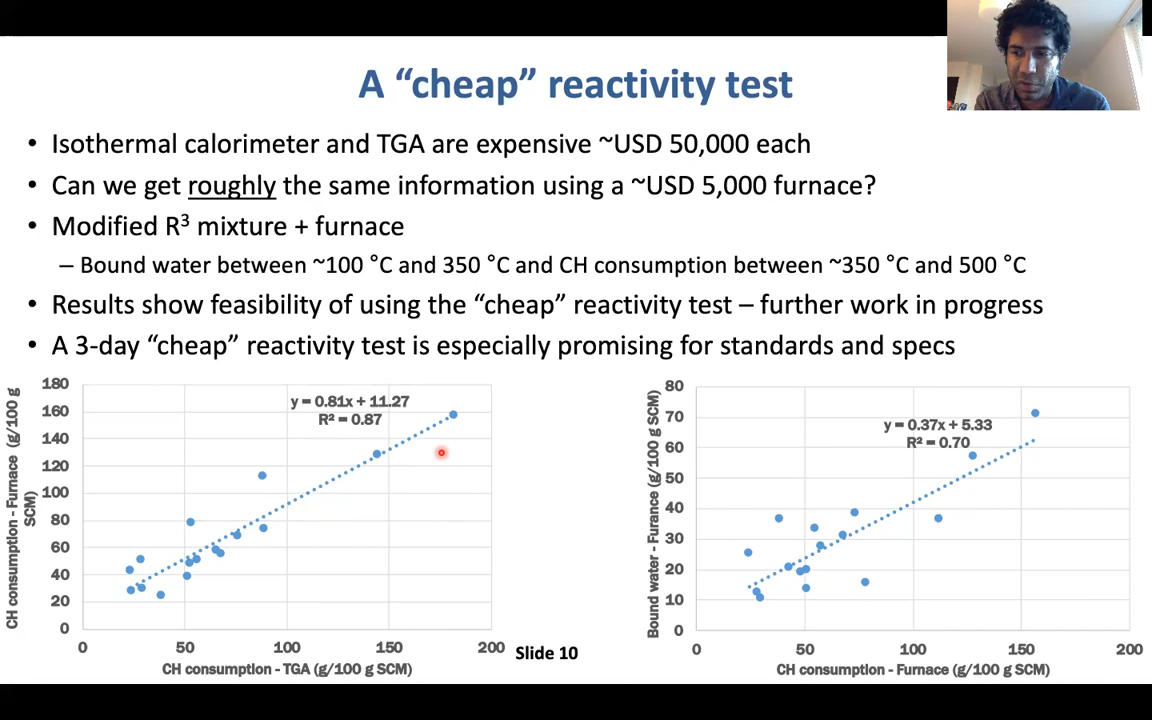 A “cheap” reactivity test
• Isothermal calorimeter and TGA are expensive ~USD 50,000 each
• Can we get roughly the same information using a ~USD 5,000 furnace?
• Modified R³ mixture + furnace
– Bound water between ~100 °C and 350 °C and CH consumption between ~350 °C and 500 °C
• Results show feasibility of using the “cheap” reactivity test – further work in progress
• A 3-day “cheap” reactivity test is especially promising for standards and specs
CH consumption - Furnace (g/100 g
SCM)
180
160
140
120
100
80
60
40
20
0
y = 0.81x + 11.27
R² = 0.87
0 50 100 150 200
CH consumption - TGA (g/100 g SCM)
Slide 10
Bound water - Furance (g/100 g SCM)
80
70
60
50
40
30
20
10
0
y = 0.37x + 5.33
R² = 0.70
0 50 100 150 200
CH consumption - Furnace (g/100 g SCM)